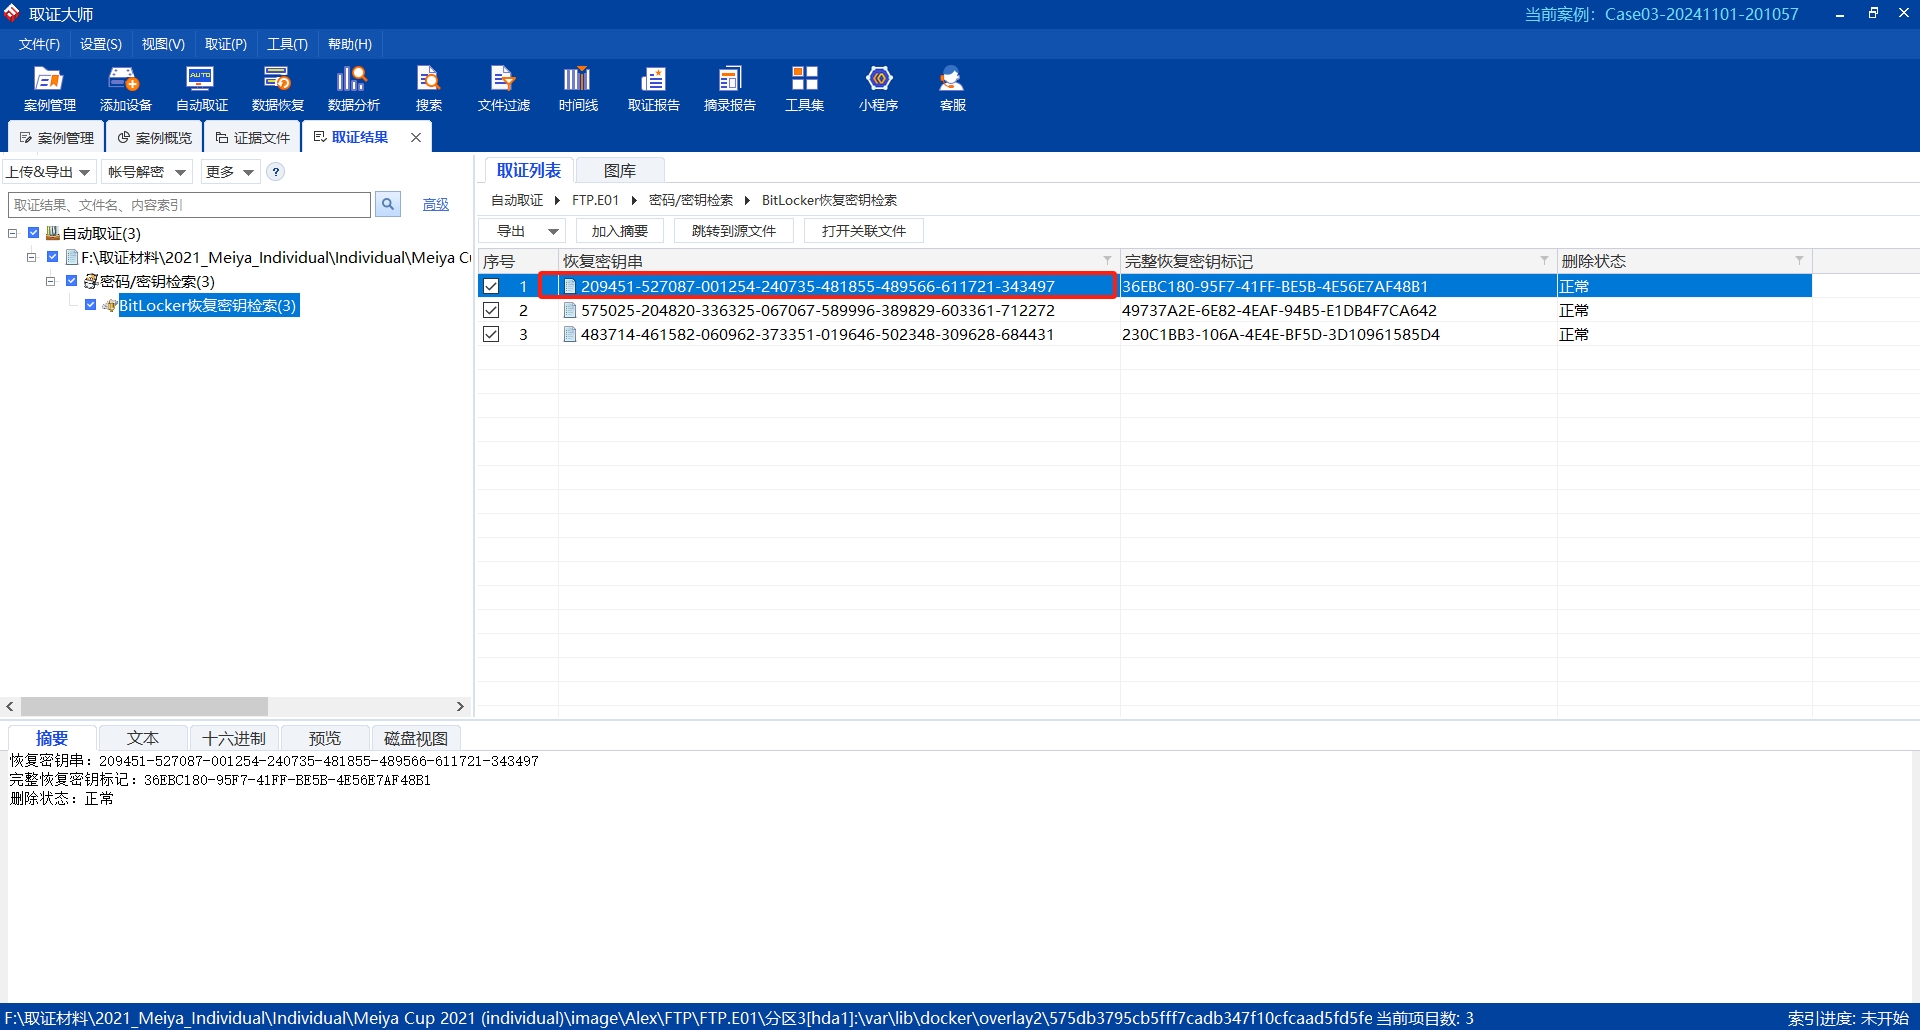 取证大师
当前案例：Case03-20241101-201057
文件(F) 设置(S) 视图(V) 取证(P) 工具(T) 帮助(H)
案例管理 添加设备 自动取证 数据恢复 数据分析 搜索 文件过滤 时间线 取证报告 摘录报告 工具集 小程序 客服
案例管理 案例概览 证据文件 取证结果
上传&导出 帐号解密 更多 ?
取证结果、文件名、内容索引 高级
自动取证(3)
F:\取证材料\2021_Meiya_Individual\Individual\Meiya Cu
密码/密钥检索(3)
BitLocker恢复密钥检索(3)
取证列表 图库
自动取证 FTP.E01 密码/密钥检索 BitLocker恢复密钥检索
导出 加入摘要 跳转到源文件 打开关联文件
序号 恢复密钥串 完整恢复密钥标记 删除状态
1 209451-527087-001254-240735-481855-489566-611721-343497 36EBC180-95F7-41FF-BE5B-4E56E7AF48B1 正常
2 575025-204820-336325-067067-589996-389829-603361-712272 49737A2E-6E82-4EAF-94B5-E1DB4F7CA642 正常
3 483714-461582-060962-373351-019646-502348-309628-684431 230C1BB3-106A-4E4E-BF5D-3D10961585D4 正常
摘要 文本 十六进制 预览 磁盘视图
恢复密钥串：209451-527087-001254-240735-481855-489566-611721-343497
完整恢复密钥标记：36EBC180-95F7-41FF-BE5B-4E56E7AF48B1
删除状态：正常
F:\取证材料\2021_Meiya_Individual\Individual\Meiya Cup 2021 (individual)\image\Alex\FTP\FTP.E01\分区3[hda1]:\var\lib\docker\overlay2\575db3795cb5fff7cadb347f10cfcaad5fd5fe 当前项目数: 3 索引进度: 未开始